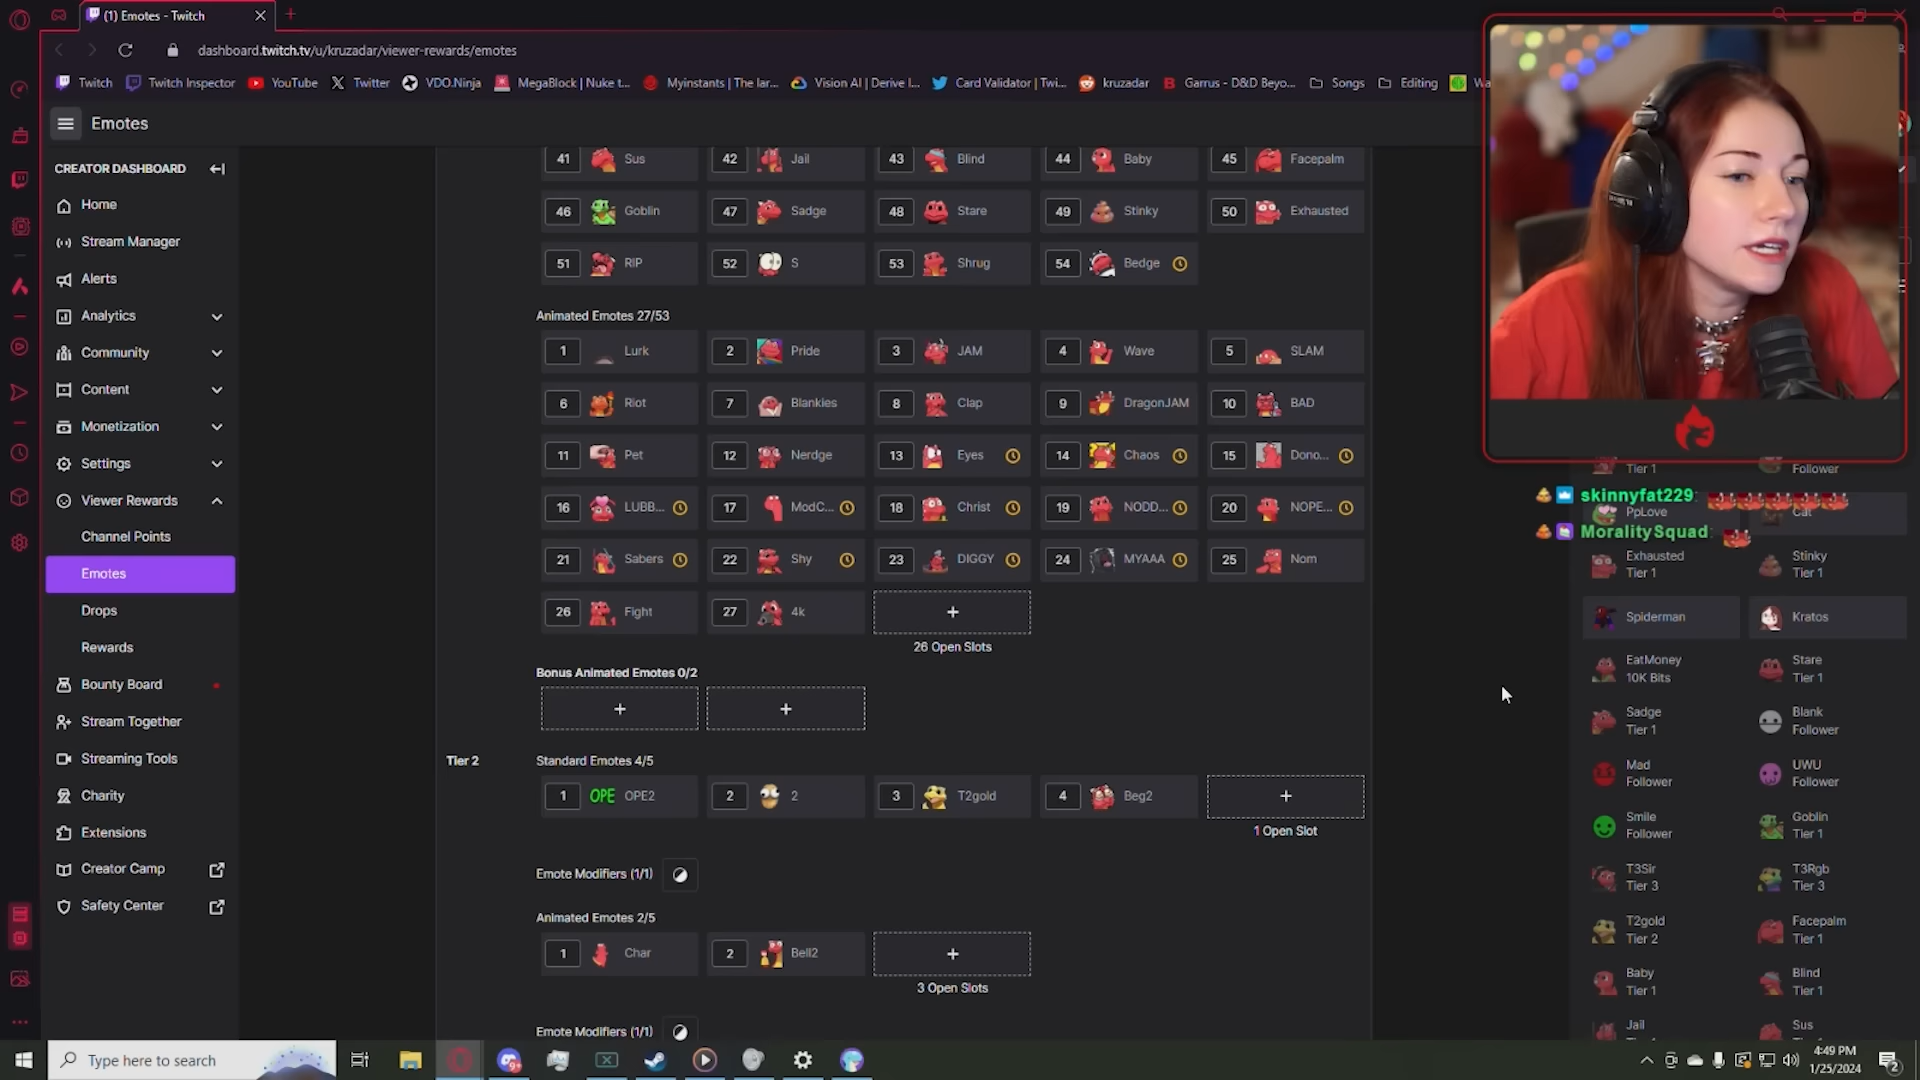 (1) Emotes - Twitch
dashboard.twitch.tv/u/kruzadar/viewer-rewards/emotes
Twitch
Twitch Inspector
YouTube
Twitter
VDO.Ninja
MegaBlock | Nuke t...
Myinstants | The lar...
Vision AI | Derive I...
Card Validator | Twi...
kruzadar
Garrus - D&D Beyo...
Songs
Editing
Emotes
CREATOR DASHBOARD
Home
Stream Manager
Alerts
Analytics
Community
Content
Monetization
Settings
Viewer Rewards
Channel Points
Emotes
Drops
Rewards
Bounty Board
Stream Together
Streaming Tools
Charity
Extensions
Creator Camp
Safety Center
41 Sus 42 Jail 43 Blind 44 Baby 45 Facepalm
46 Goblin 47 Sadge 48 Stare 49 Stinky 50 Exhausted
51 RIP 52 S 53 Shrug 54 Bedge
Animated Emotes 27/53
1 Lurk 2 Pride 3 JAM 4 Wave 5 SLAM
6 Riot 7 Blankies 8 Clap 9 DragonJAM 10 BAD
11 Pet 12 Nerdge 13 Eyes 14 Chaos 15 Dono...
16 LUBB... 17 ModC... 18 Christ 19 NODD... 20 NOPE...
21 Sabers 22 Shy 23 DIGGY 24 MYAAA 25 Nom
26 Fight 27 4k +
26 Open Slots
Bonus Animated Emotes 0/2
+ +
Tier 2 Standard Emotes 4/5
1 OPE OPE2 2 2 3 T2gold 4 Beg2 +
1 Open Slot
Emote Modifiers (1/1)
Animated Emotes 2/5
1 Char 2 Bell2 +
3 Open Slots
Emote Modifiers (1/1)
Tier 1 Follower
skinnyfat229:
PpLove Cat
MoralitySquad:
Exhausted Stinky
Tier 1 Tier 1
Spiderman Kratos
EatMoney Stare
10K Bits Tier 1
Sadge Blank
Tier 1 Follower
Mad UWU
Follower Follower
Smile Goblin
Follower Tier 1
T3Sir T3Rgb
Tier 3 Tier 3
T2gold Facepalm
Tier 2 Tier 1
Baby Blind
Tier 1 Tier 1
Jail Sus
Type here to search
9+
4:49 PM
1/25/2024
2